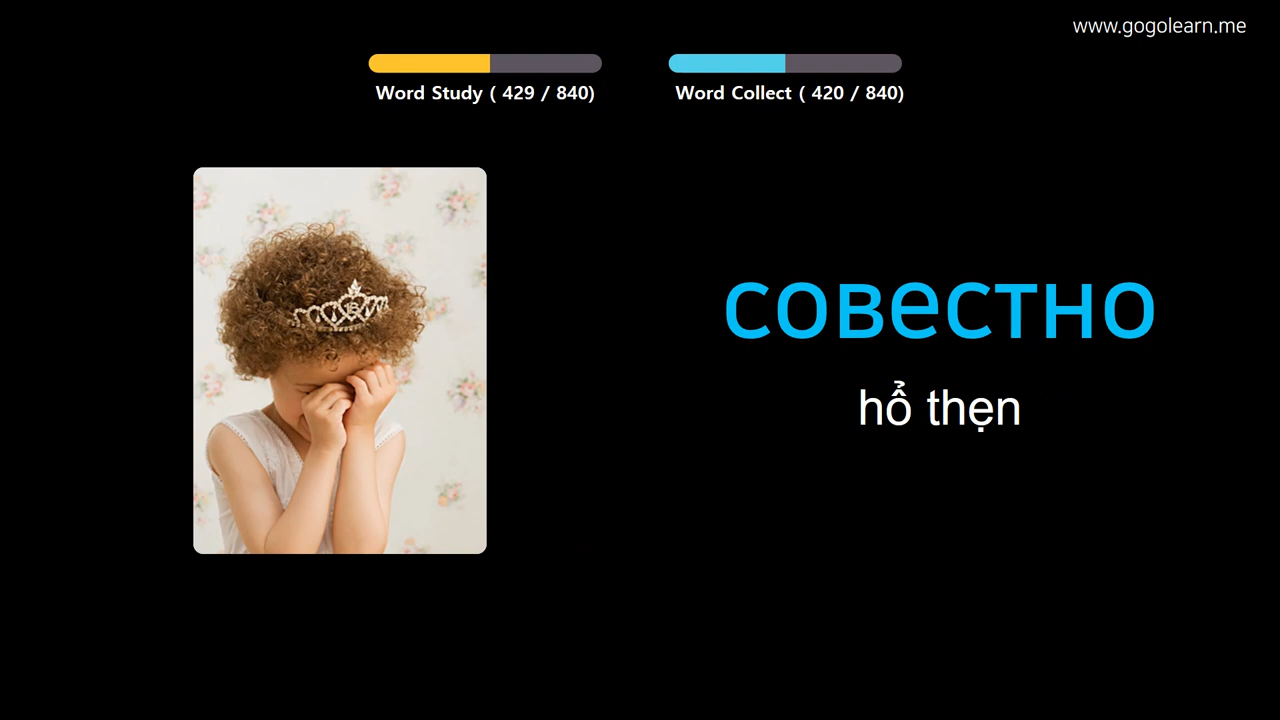 www.gogolearn.me
Word Study ( 429 / 840)
Word Collect ( 420 / 840)
совестно
hổ thẹn